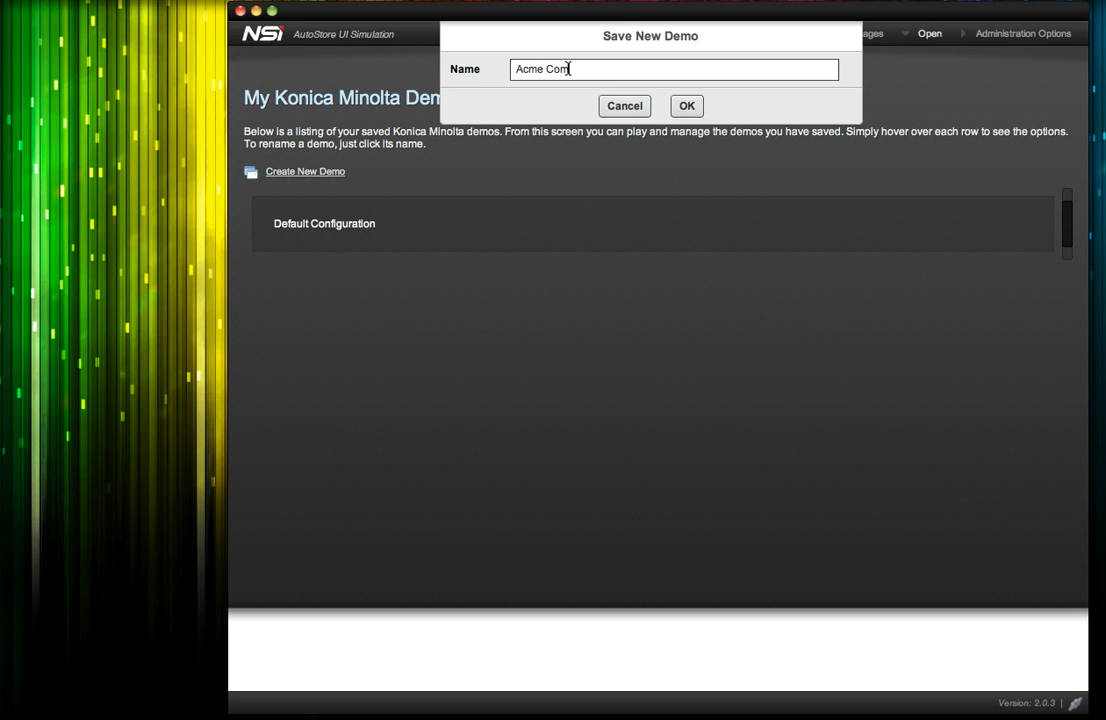 Save New Demo
NSi AutoStore UI Simulation
ages Open Administration Options
Name Acme Com
My Konica Minolta Dem
Cancel OK
Below is a listing of your saved Konica Minolta demos. From this screen you can play and manage the demos you have saved. Simply hover over each row to see the options.
To rename a demo, just click its name.
Create New Demo
Default Configuration
Version: 2.0.3 |